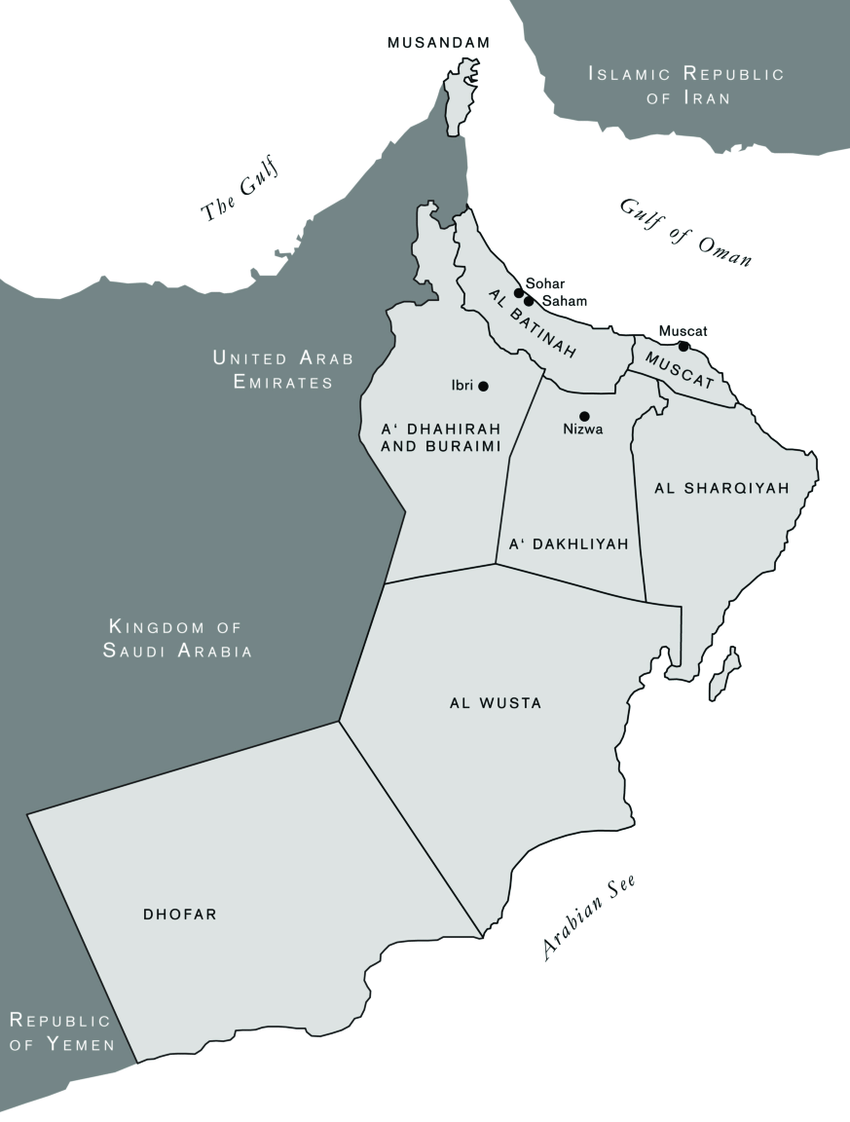 MUSANDAM
ISLAMIC REPUBLIC
OF IRAN
The Gulf
Gulf of Oman
Sohar
Saham
AL BATINAH
Muscat
MUSCAT
UNITED ARAB
EMIRATES
Ibri
A‘ DHAHIRAH
AND BURAIMI
Nizwa
AL SHARQIYAH
A‘ DAKHLIYAH
KINGDOM OF
SAUDI ARABIA
AL WUSTA
Arabian See
DHOFAR
REPUBLIC
OF YEMEN